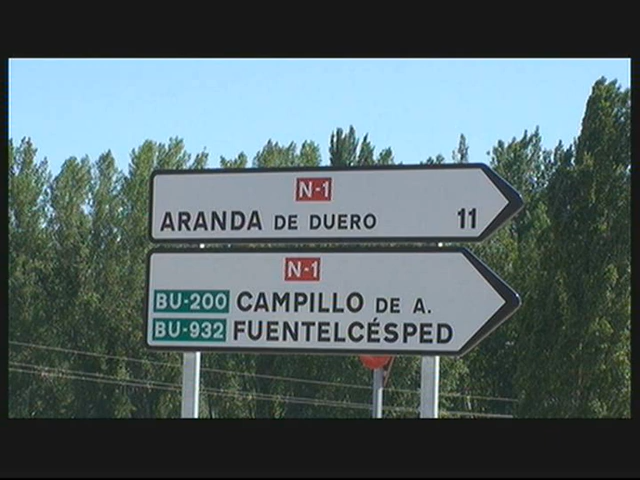 N-1
ARANDA DE DUERO 11
N-1
BU-200 CAMPILLO DE A.
BU-932 FUENTELCÉSPED